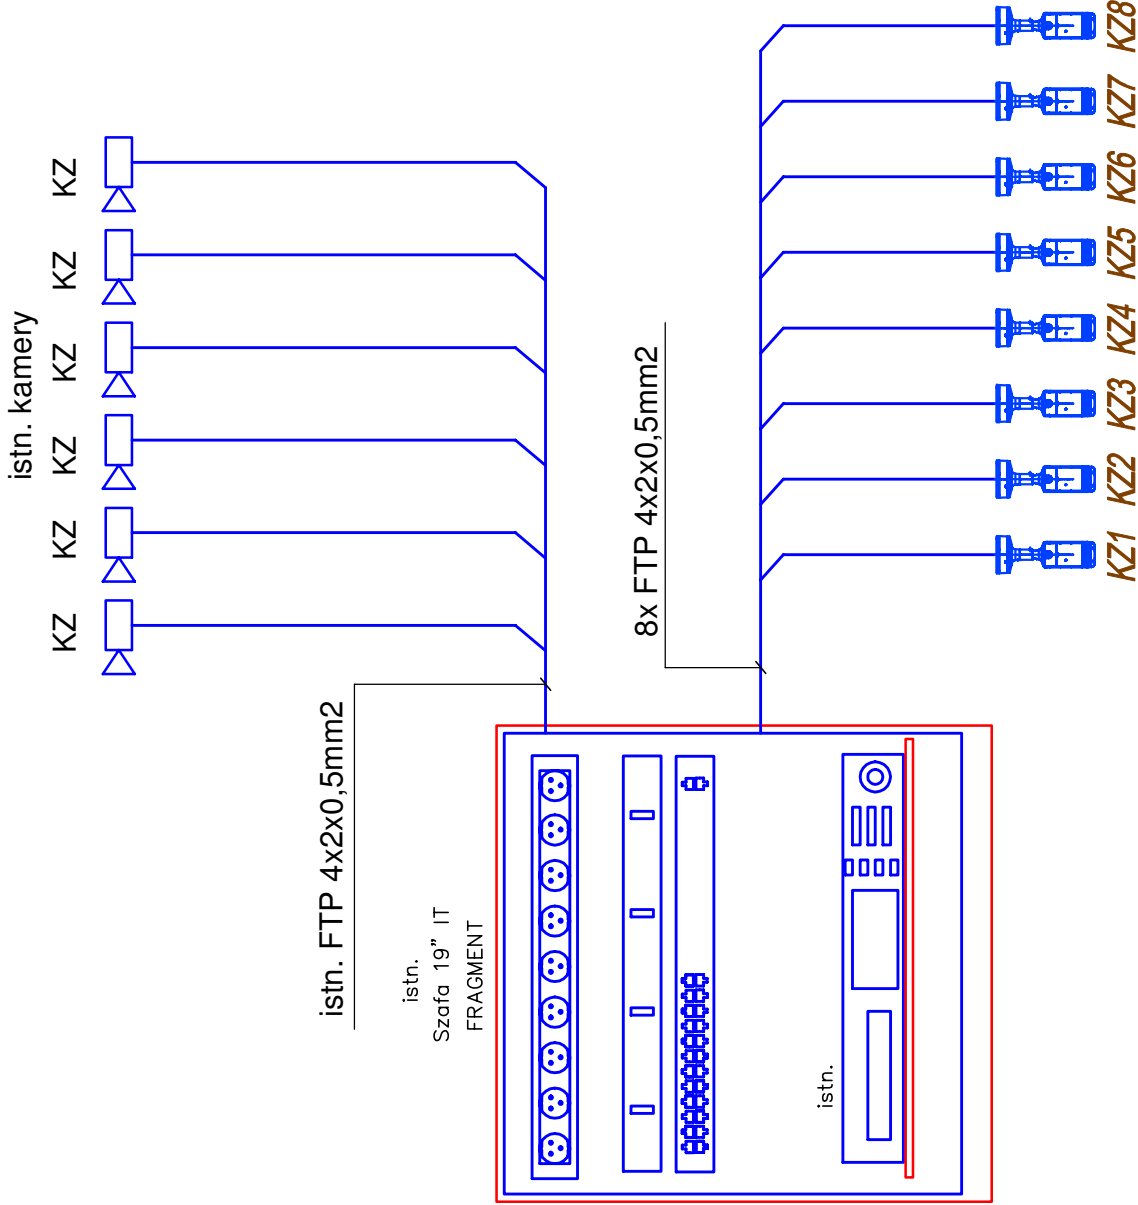 istn. kamery
KZ
KZ
KZ
KZ
KZ
KZ
istn. FTP 4x2x0,5mm2
istn.
Szafa 19" IT
FRAGMENT
8x FTP 4x2x0,5mm2
istn.
KZ1
KZ2
KZ3
KZ4
KZ5
KZ6
KZ7
KZ8